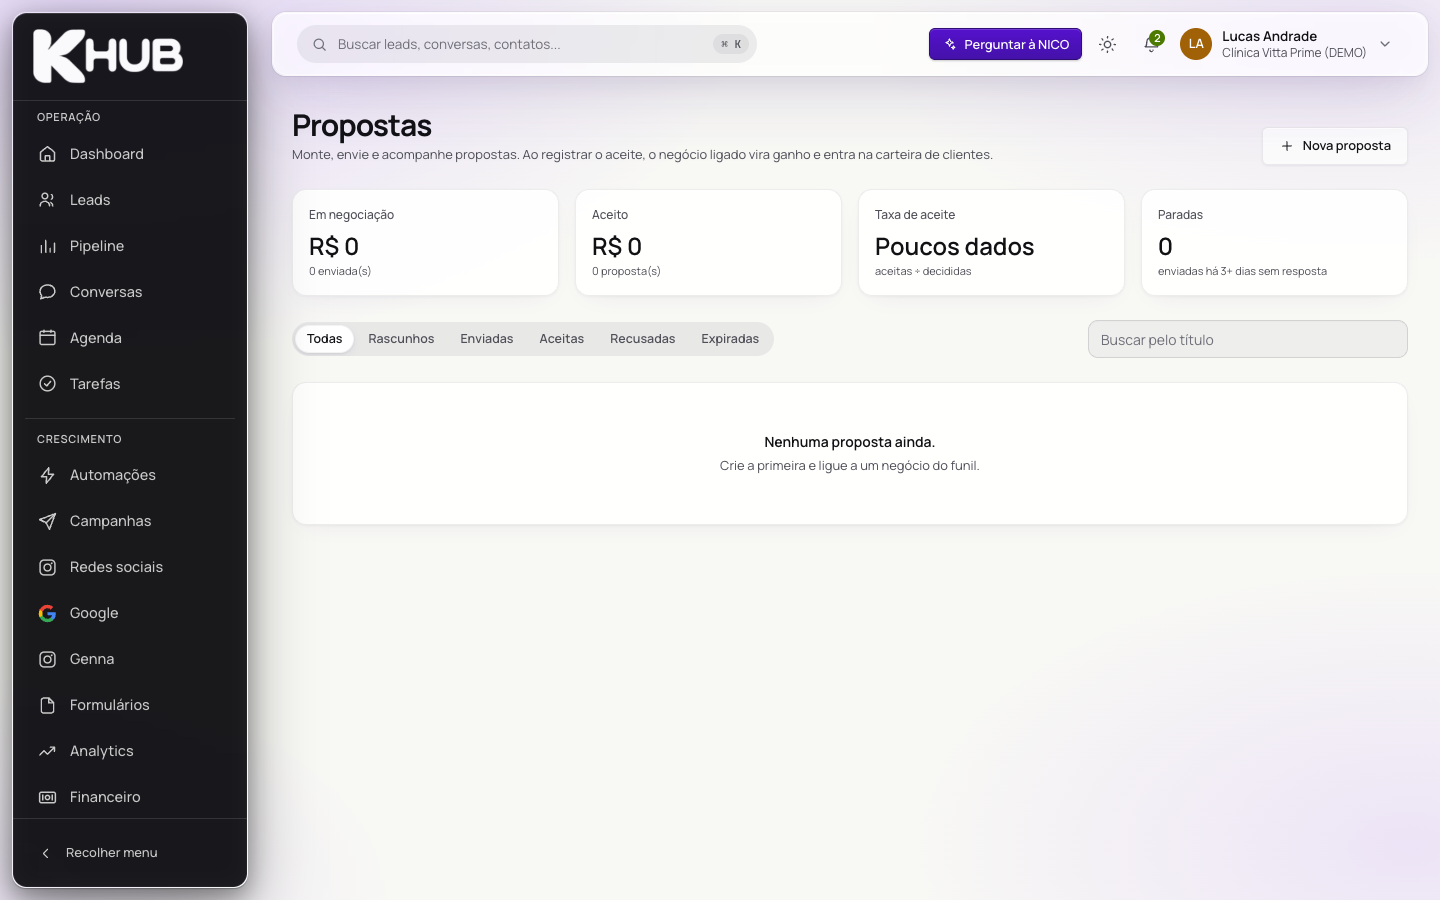 KHUB
OPERAÇÃO
Dashboard
Leads
Pipeline
Conversas
Agenda
Tarefas
CRESCIMENTO
Automações
Campanhas
Redes sociais
Google
Genna
Formulários
Analytics
Financeiro
Recolher menu
Buscar leads, conversas, contatos...
⌘ K
Perguntar à NICO
2
LA
Lucas Andrade
Clínica Vitta Prime (DEMO)
Propostas
Monte, envie e acompanhe propostas. Ao registrar o aceite, o negócio ligado vira ganho e entra na carteira de clientes.
Nova proposta
Em negociação
R$ 0
0 enviada(s)
Aceito
R$ 0
0 proposta(s)
Taxa de aceite
Poucos dados
aceitas ÷ decididas
Paradas
0
enviadas há 3+ dias sem resposta
Todas
Rascunhos
Enviadas
Aceitas
Recusadas
Expiradas
Buscar pelo título
Nenhuma proposta ainda.
Crie a primeira e ligue a um negócio do funil.